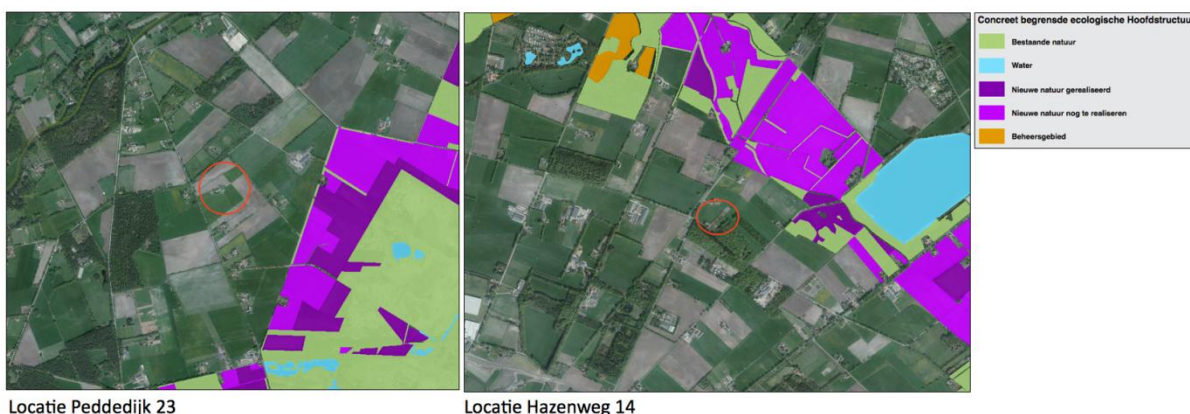 Concreet begrensde ecologische Hoofdstructuu
Bestaande natuur
Water
Nieuwe natuur gerealiseerd
Nieuwe natuur nog te realiseren
Beheersgebied
Locatie Peddedijk 23
Locatie Hazenweg 14